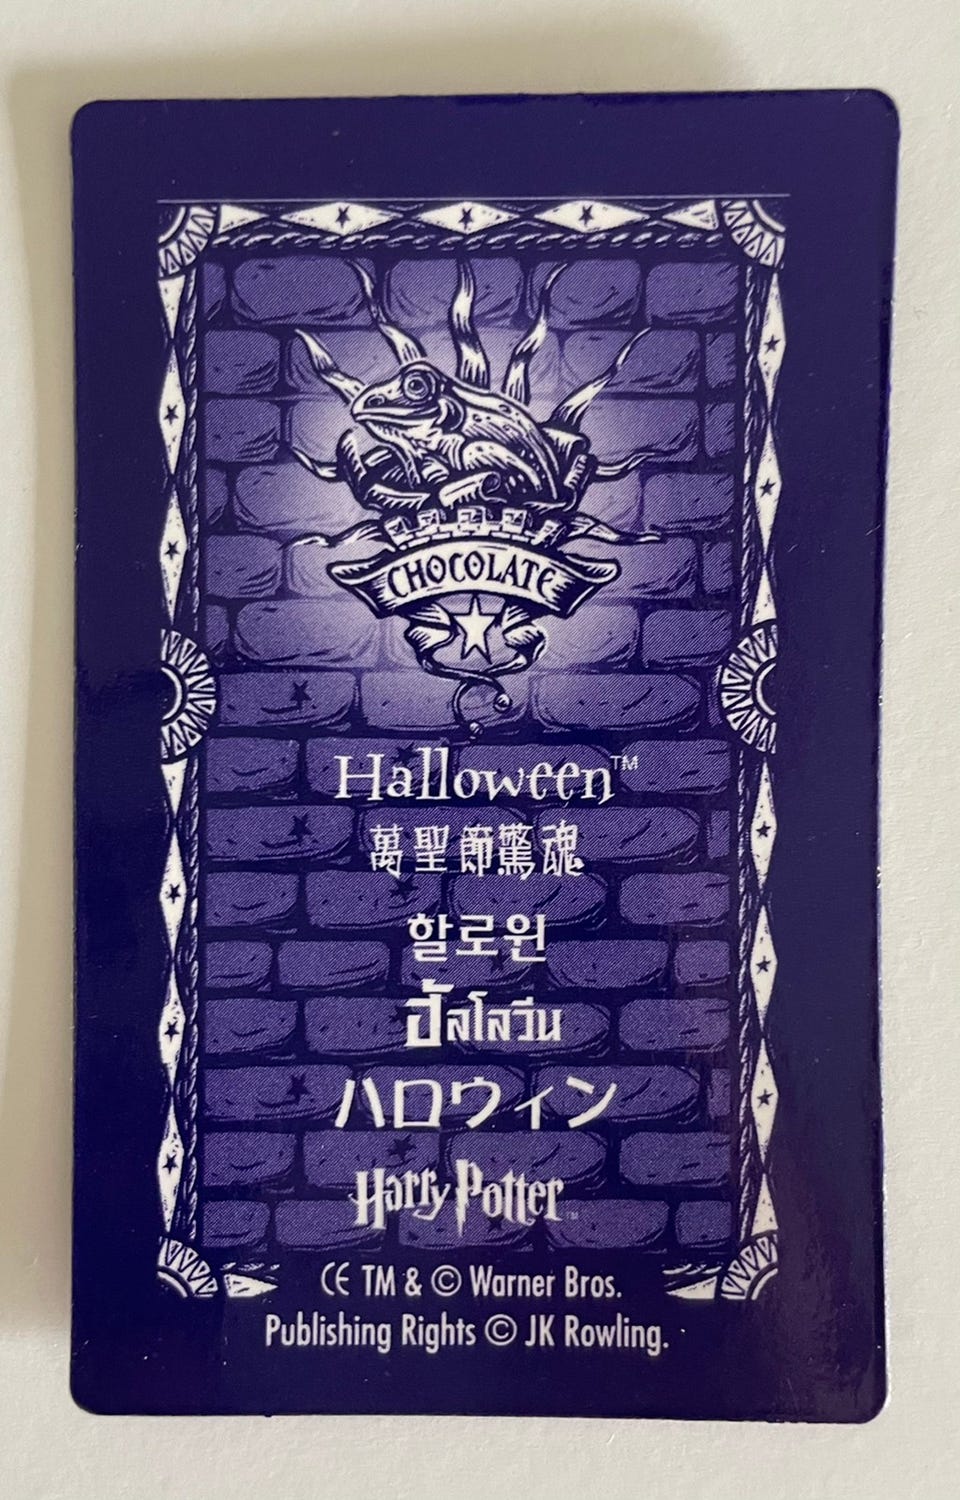 CHOCOLATE
Halloween™
萬聖節驚魂
할로윈
ฮัลโลวีน
ハロウィン
Harry Potter™
CE TM & © Warner Bros.
Publishing Rights © JK Rowling.